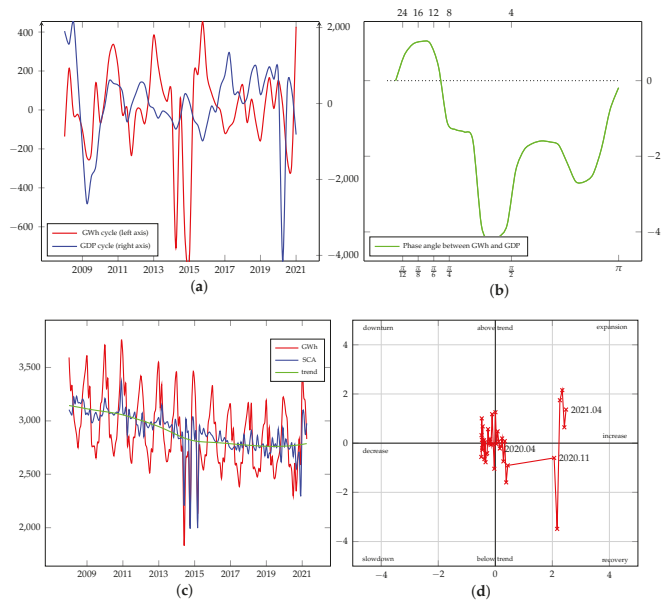 400
200
0
−200
−400
−600
2,000
0
−2,000
−4,000
GWh cycle (left axis)
GDP cycle (right axis)
2009 2011 2013 2015 2017 2019 2021
(a)
24 16 12 8 4
0
−2
−4
Phase angle between GWh and GDP
π/12 π/8 π/6 π/4 π/2 π
(b)
3,500
3,000
2,500
2,000
GWh
SCA
trend
2009 2011 2013 2015 2017 2019 2021
(c)
downturn above trend expansion
4
2
0
−2
−4
2021.04
increase
decrease
2020.04
2020.11
slowdown below trend recovery
−4 −2 0 2 4
(d)